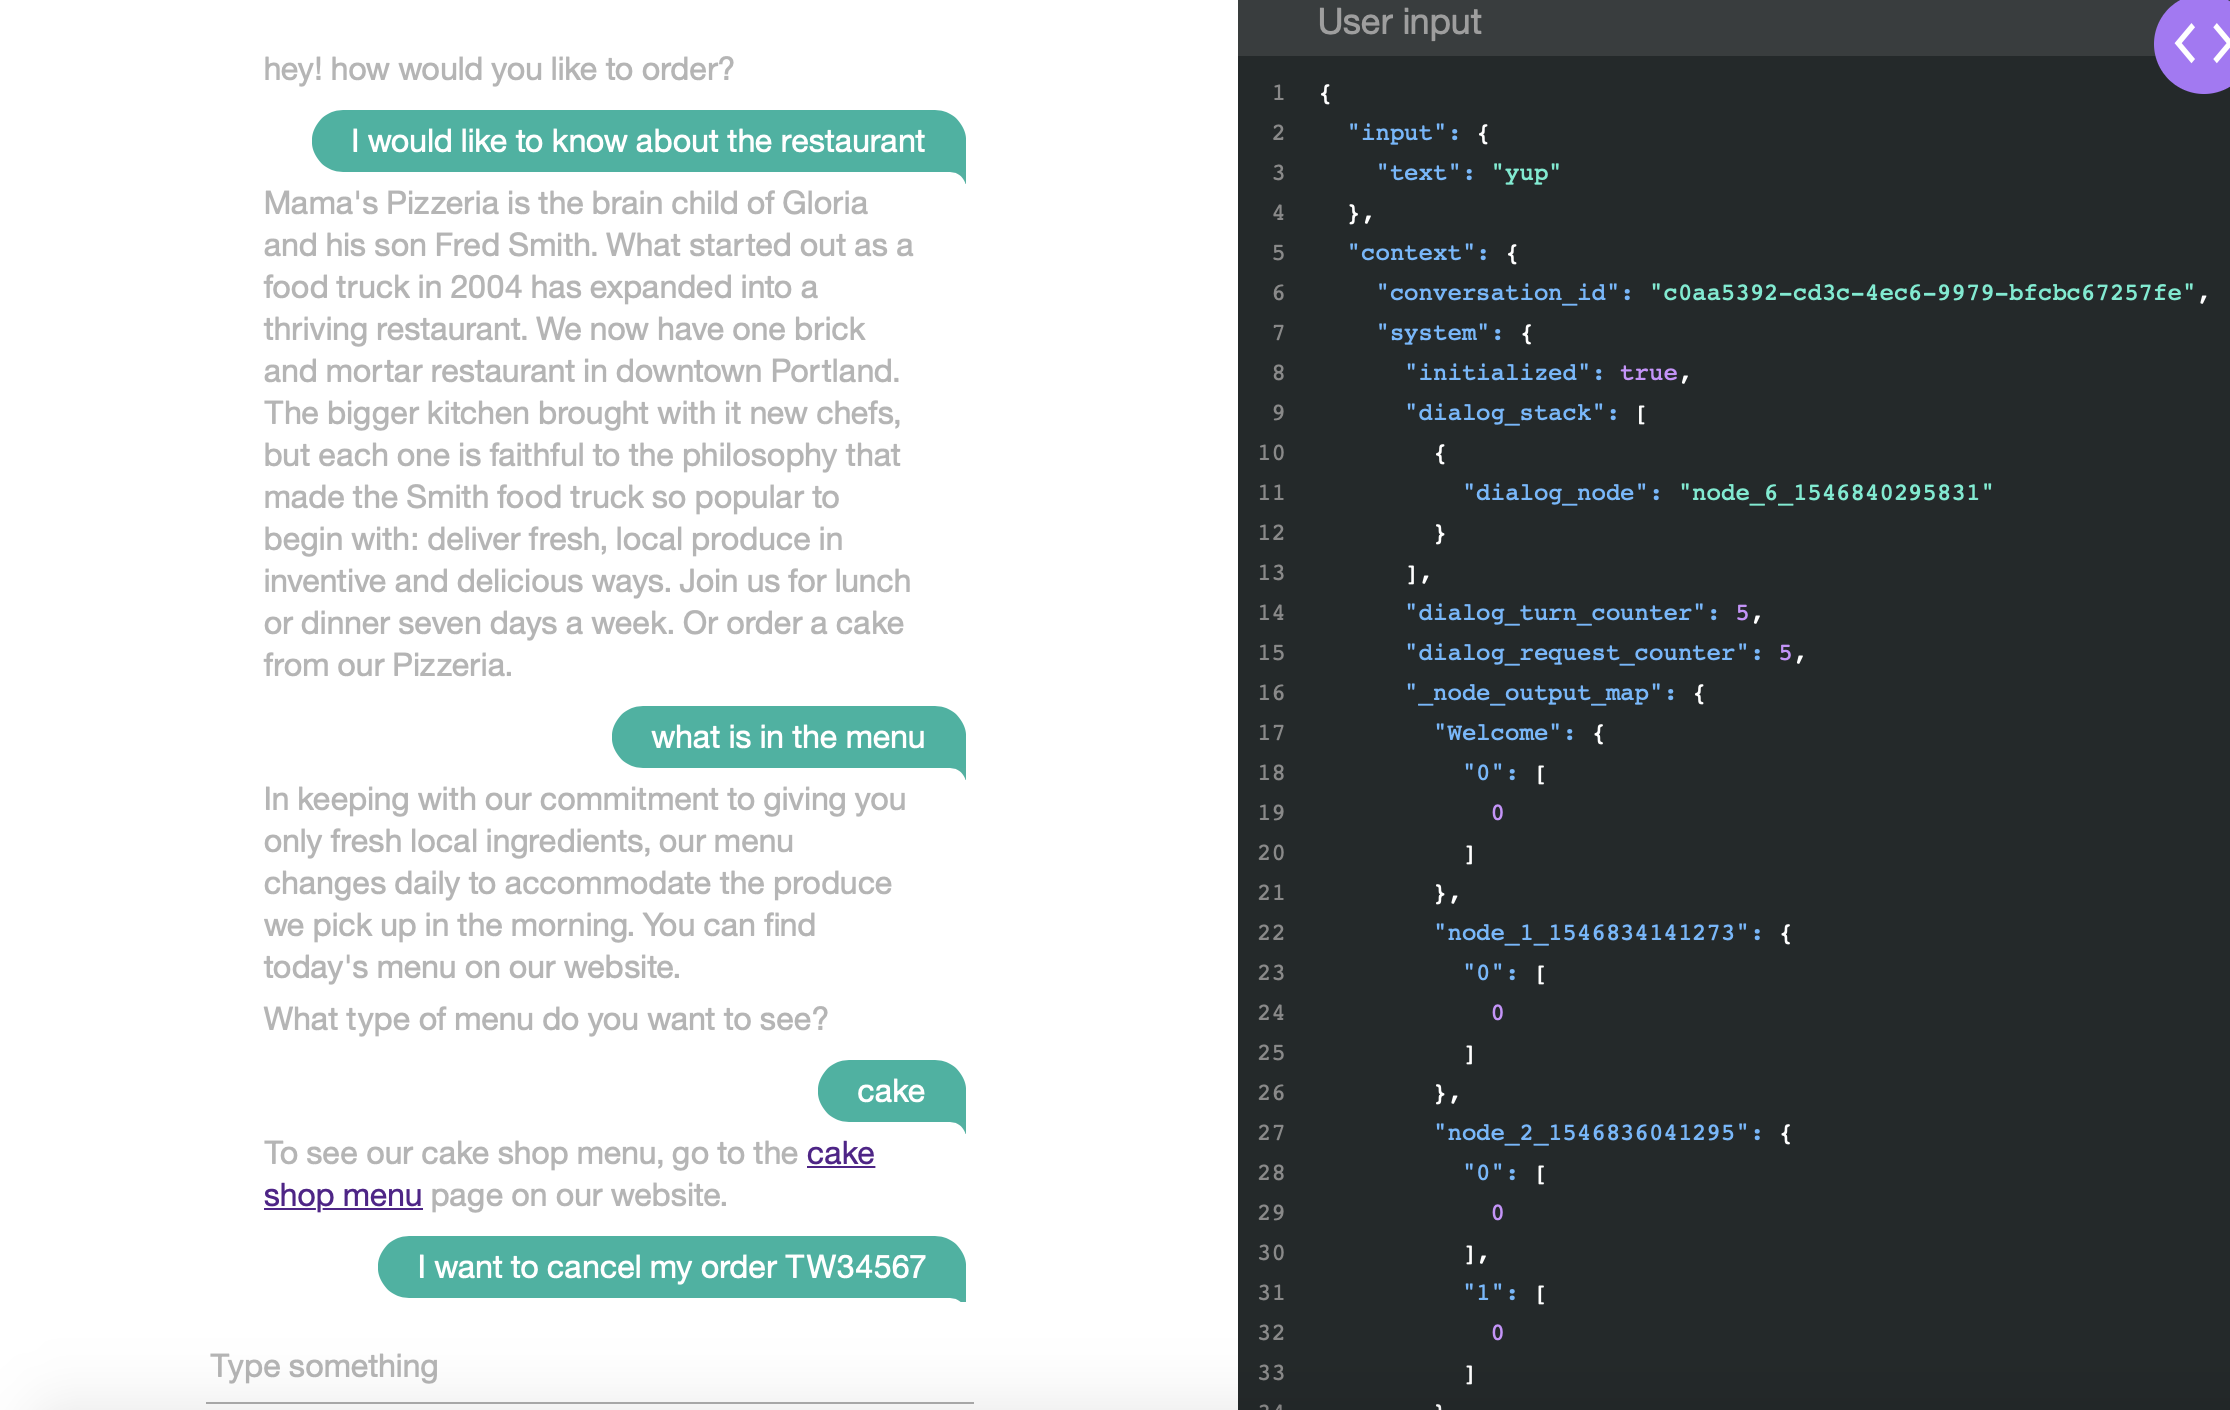 hey! how would you like to order?
I would like to know about the restaurant
Mama's Pizzeria is the brain child of Gloria
and his son Fred Smith. What started out as a
food truck in 2004 has expanded into a
thriving restaurant. We now have one brick
and mortar restaurant in downtown Portland.
The bigger kitchen brought with it new chefs,
but each one is faithful to the philosophy that
made the Smith food truck so popular to
begin with: deliver fresh, local produce in
inventive and delicious ways. Join us for lunch
or dinner seven days a week. Or order a cake
from our Pizzeria.
what is in the menu
In keeping with our commitment to giving you
only fresh local ingredients, our menu
changes daily to accommodate the produce
we pick up in the morning. You can find
today's menu on our website.
What type of menu do you want to see?
cake
To see our cake shop menu, go to the cake
shop menu page on our website.
I want to cancel my order TW34567
Type something
User input
1 {
2 "input": {
3 "text": "yup"
4 },
5 "context": {
6 "conversation_id": "c0aa5392-cd3c-4ec6-9979-bfcbc67257fe",
7 "system": {
8 "initialized": true,
9 "dialog_stack": [
10 {
11 "dialog_node": "node_6_1546840295831"
12 }
13 ],
14 "dialog_turn_counter": 5,
15 "dialog_request_counter": 5,
16 "_node_output_map": {
17 "Welcome": {
18 "0": [
19 0
20 ]
21 },
22 "node_1_1546834141273": {
23 "0": [
24 0
25 ]
26 },
27 "node_2_1546836041295": {
28 "0": [
29 0
30 ],
31 "1": [
32 0
33 ]